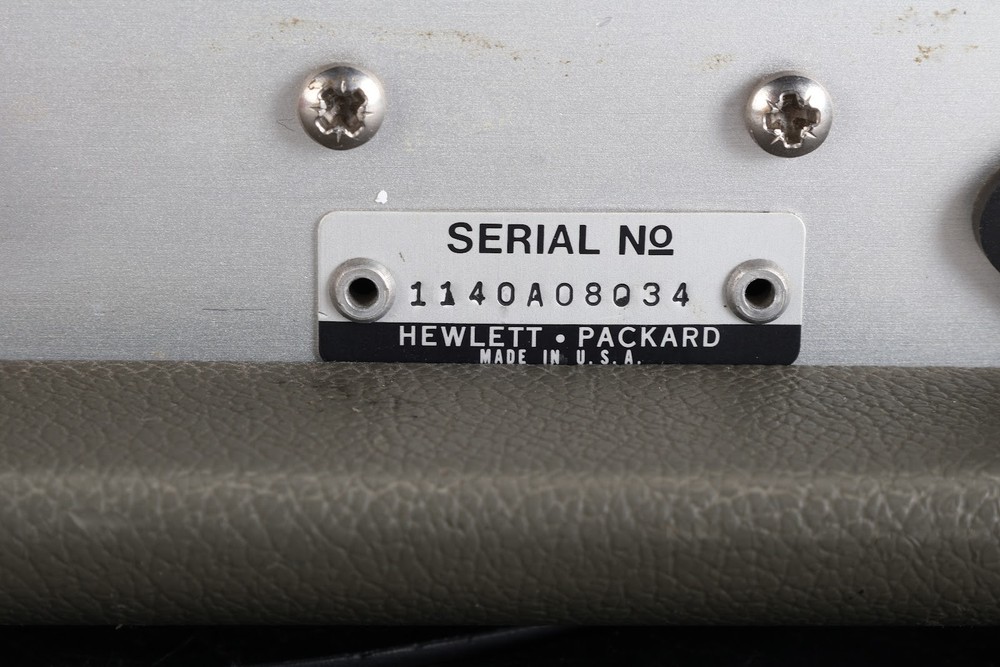 SERIAL Nº
1140A08034
HEWLETT • PACKARD
MADE IN U.S.A.